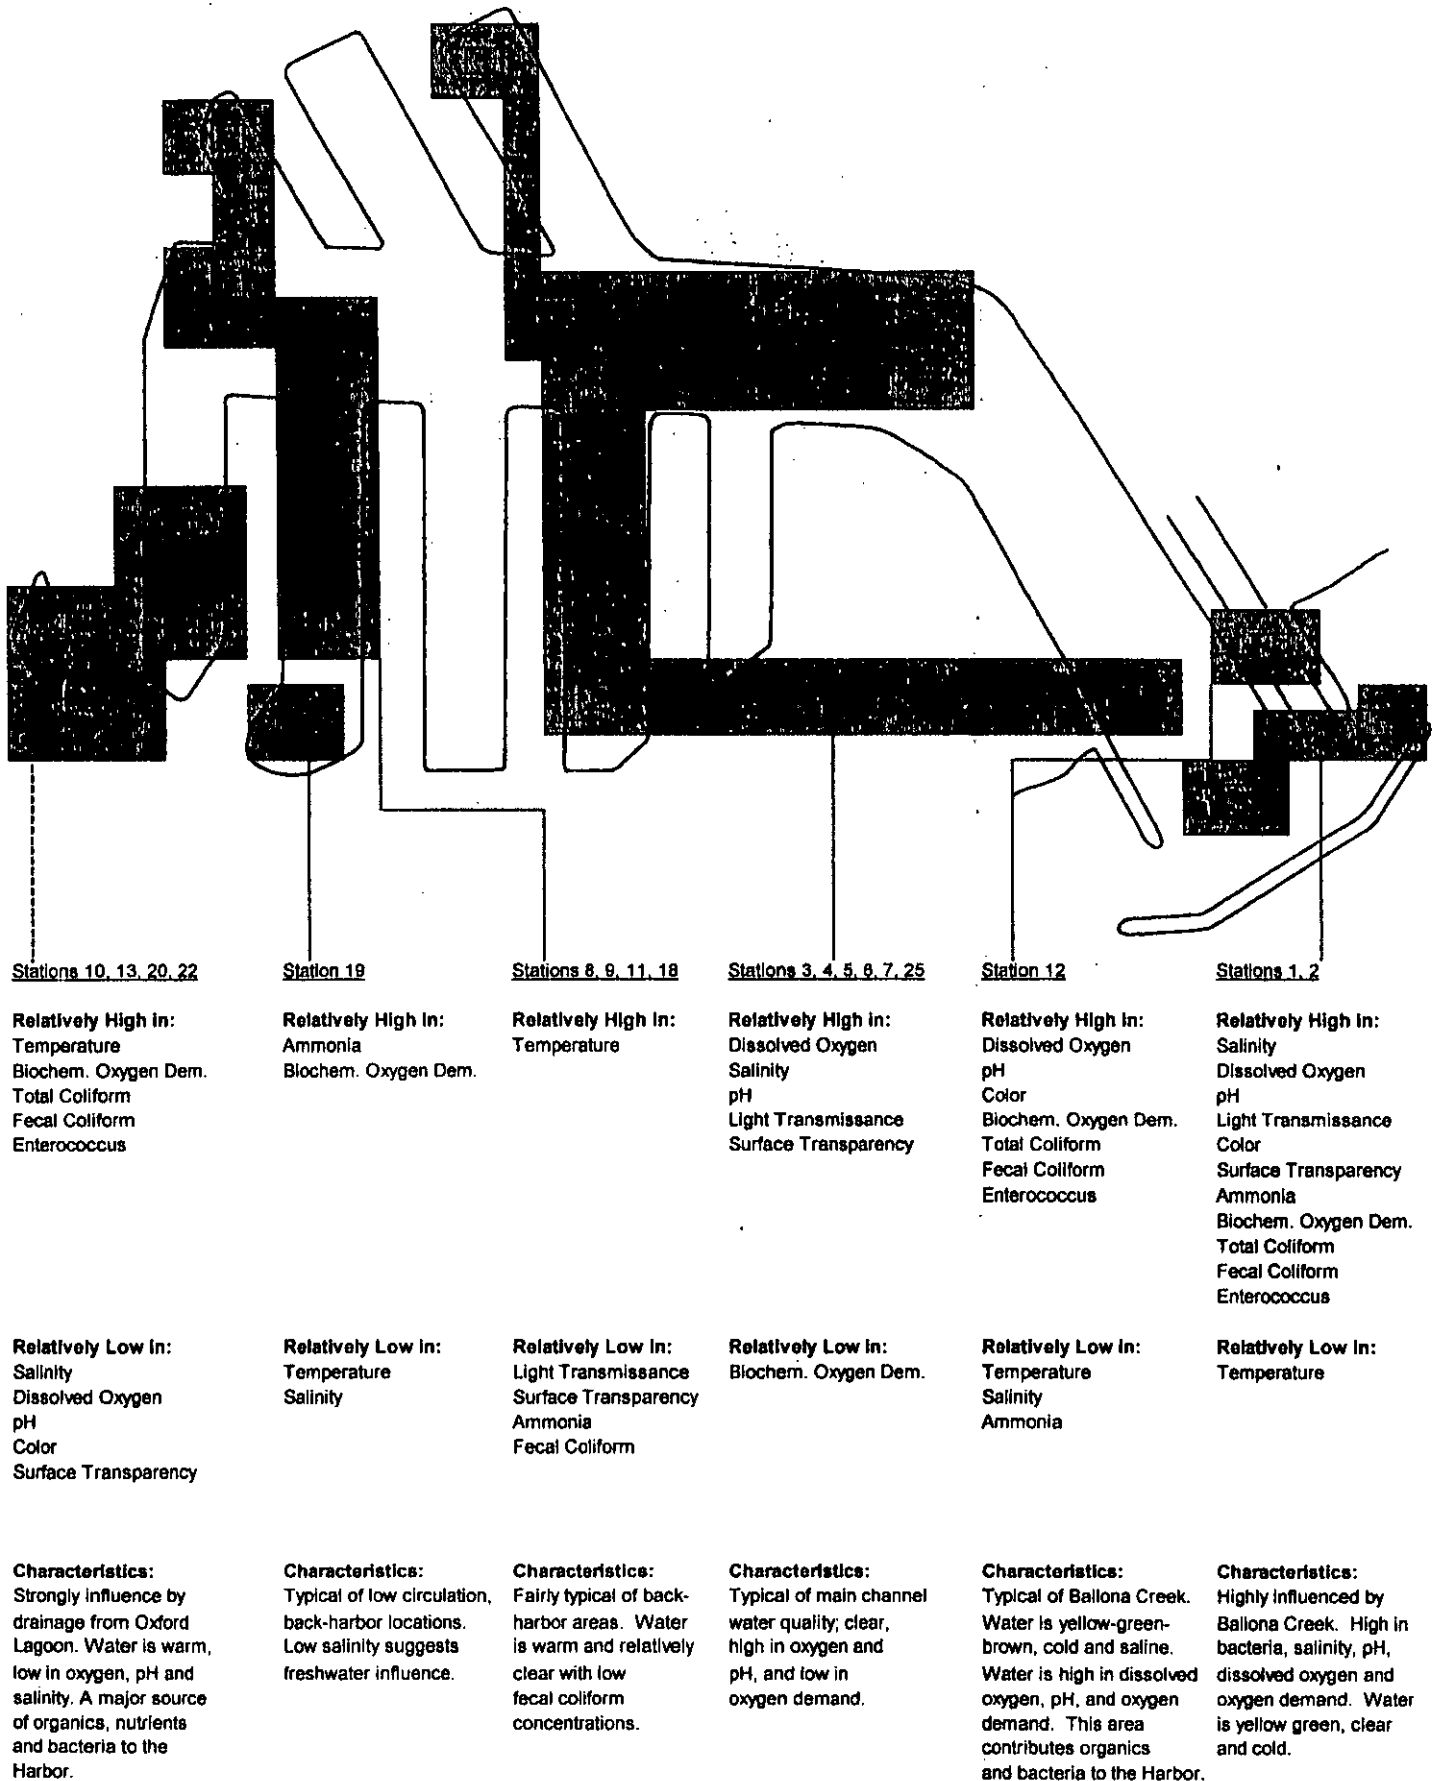 Stations 10, 13, 20, 22
Relatively High in:
Temperature
Biochem. Oxygen Dem.
Total Coliform
Fecal Coliform
Enterococcus
Relatively Low in:
Salinity
Dissolved Oxygen
pH
Color
Surface Transparency
Characteristics:
Strongly influence by
drainage from Oxford
Lagoon. Water is warm,
low in oxygen, pH and
salinity. A major source
of organics, nutrients
and bacteria to the
Harbor.
Station 19
Relatively High in:
Ammonia
Biochem. Oxygen Dem.
Relatively Low in:
Temperature
Salinity
Characteristics:
Typical of low circulation,
back-harbor locations.
Low salinity suggests
freshwater influence.
Stations 8, 9, 11, 18
Relatively High in:
Temperature
Relatively Low in:
Light Transmissance
Surface Transparency
Ammonia
Fecal Coliform
Characteristics:
Fairly typical of back-
harbor areas. Water
is warm and relatively
clear with low
fecal coliform
concentrations.
Stations 3, 4, 5, 6, 7, 25
Relatively High in:
Dissolved Oxygen
Salinity
pH
Light Transmissance
Surface Transparency
Relatively Low in:
Biochem. Oxygen Dem.
Characteristics:
Typical of main channel
water quality; clear,
high in oxygen and
pH, and low in
oxygen demand.
Station 12
Relatively High in:
Dissolved Oxygen
pH
Color
Biochem. Oxygen Dem.
Total Coliform
Fecal Coliform
Enterococcus
Relatively Low in:
Temperature
Salinity
Ammonia
Characteristics:
Typical of Ballona Creek.
Water is yellow-green-
brown, cold and saline.
Water is high in dissolved
oxygen, pH, and oxygen
demand. This area
contributes organics
and bacteria to the Harbor.
Stations 1, 2
Relatively High in:
Salinity
Dissolved Oxygen
pH
Light Transmissance
Color
Surface Transparency
Ammonia
Biochem. Oxygen Dem.
Total Coliform
Fecal Coliform
Enterococcus
Relatively Low in:
Temperature
Characteristics:
Highly influenced by
Ballona Creek. High in
bacteria, salinity, pH,
dissolved oxygen and
oxygen demand. Water
is yellow green, clear
and cold.